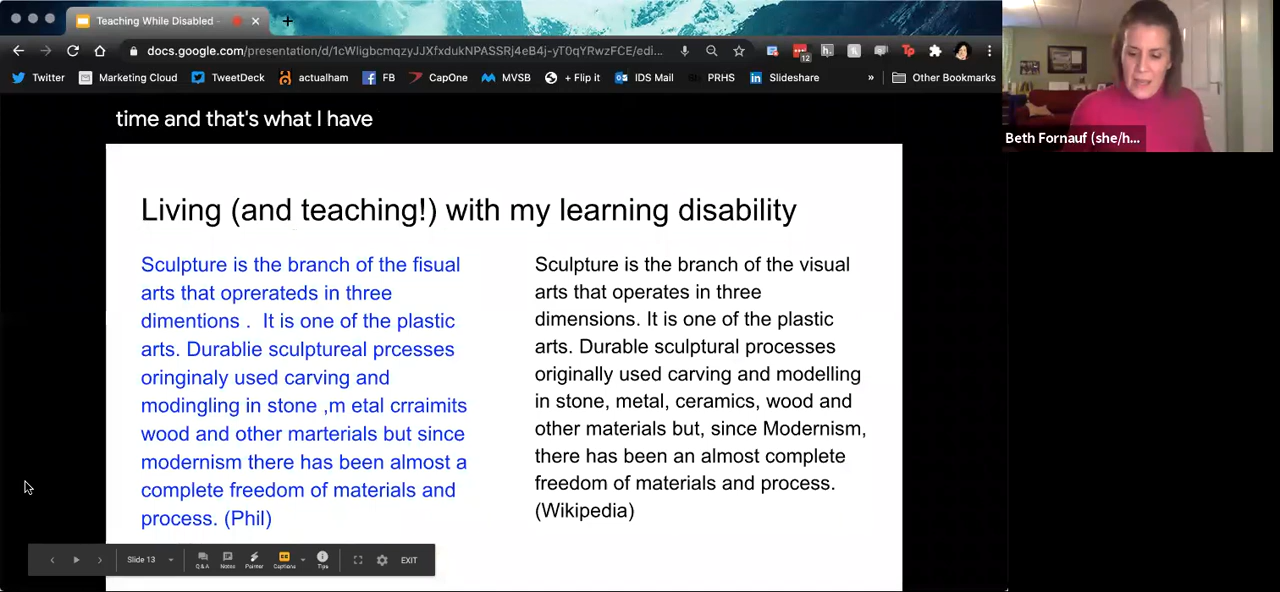 Teaching While Disabled -
docs.google.com/presentation/d/1cWligbcmqzyJJXfxdukNPASSRj4eB4j-yT0qYRwzFCE/edi...
12
Twitter
Marketing Cloud
TweetDeck
actualham
FB
CapOne
MVSB
+ Flip it
IDS Mail
PRHS
Slideshare
»
Other Bookmarks
time and that's what I have
Beth Fornauf (she/h...
Living (and teaching!) with my learning disability
Sculpture is the branch of the fisual
arts that oprerateds in three
dimentions .  It is one of the plastic
arts. Durablie sculptureal prcesses
oringinaly used carving and
modingling in stone ,m etal crraimits
wood and other marterials but since
modernism there has been almost a
complete freedom of materials and
process. (Phil)
Sculpture is the branch of the visual
arts that operates in three
dimensions. It is one of the plastic
arts. Durable sculptural processes
originally used carving and modelling
in stone, metal, ceramics, wood and
other materials but, since Modernism,
there has been an almost complete
freedom of materials and process.
(Wikipedia)
Slide 13
Q&A
Notes
Pointer
Captions
Tips
EXIT